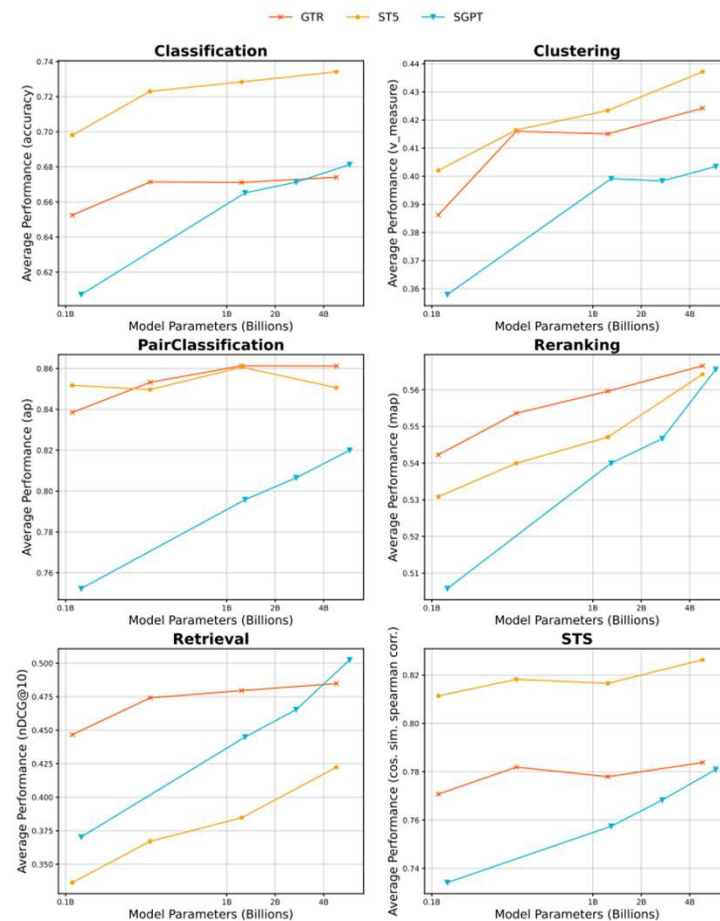 GTR ST5 SGPT
Classification
Average Performance (accuracy)
0.74
0.72
0.70
0.68
0.66
0.64
0.62
0.1B 1B 2B 4B
Model Parameters (Billions)
Clustering
Average Performance (v_measure)
0.44
0.43
0.42
0.41
0.40
0.39
0.38
0.37
0.36
0.1B 1B 2B 4B
Model Parameters (Billions)
PairClassification
Average Performance (ap)
0.86
0.84
0.82
0.80
0.78
0.76
0.1B 1B 2B 4B
Model Parameters (Billions)
Reranking
Average Performance (map)
0.56
0.55
0.54
0.53
0.52
0.51
0.1B 1B 2B 4B
Model Parameters (Billions)
Retrieval
Average Performance (nDCG@10)
0.500
0.475
0.450
0.425
0.400
0.375
0.350
0.1B 1B 2B 4B
Model Parameters (Billions)
STS
Average Performance (cos. sim. spearman corr.)
0.82
0.80
0.78
0.76
0.74
0.1B 1B 2B 4B
Model Parameters (Billions)